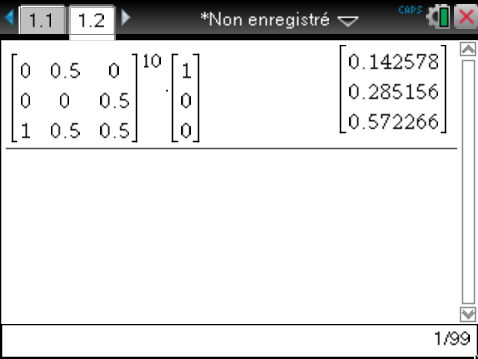 1.1 1.2 *Non enregistré CAPS
[0 0.5 0]^10 · [1] [0.142578]
[0 0 0.5] [0] [0.285156]
[1 0.5 0.5] [0] [0.572266]
1/99